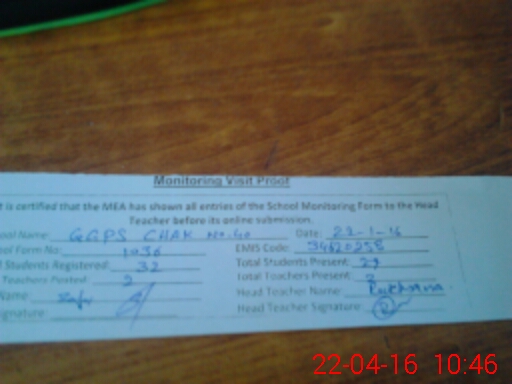 Monitoring Visit Proof
t is certified that the MEA has shown all entries of the School Monitoring Form to the Head
Teacher before its online submission.
ool Name: GGPS CHAK No. 60 Date: 22-1-16
ool Form No: 1036 EMIS Code: 34620258
Students Registered: 32 Total Students Present: 29
Teachers Posted: 2 Total Teachers Present: 2
Name: Head Teacher Name: Rukhsana
ignature: Head Teacher Signature:
22-04-16 10:46